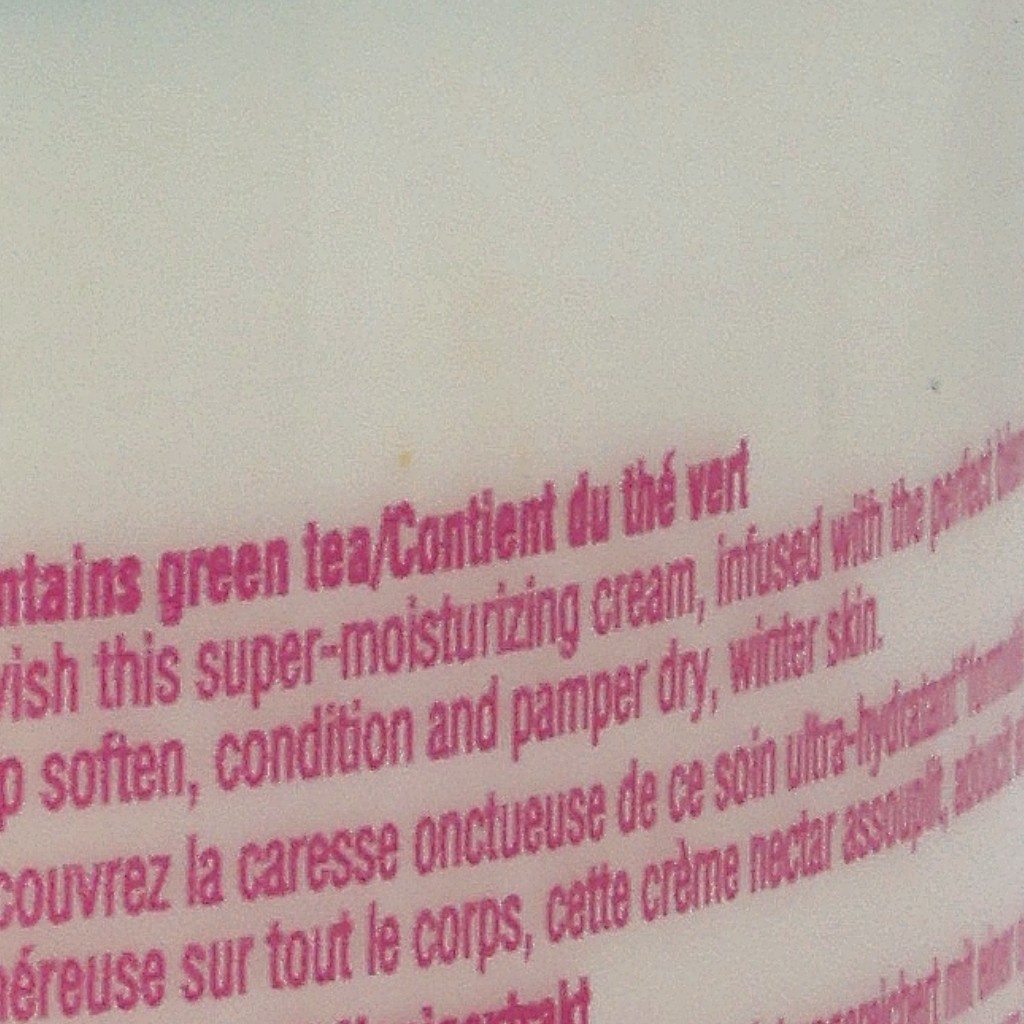 ntains green tea/Contient du thé vert
vish this super-moisturizing cream, infused with the perfect
p soften, condition and pamper dry, winter skin.
couvrez la caresse onctueuse de ce soin ultra-hydratant
néreuse sur tout le corps, cette crème nectar assouplit, adoucit